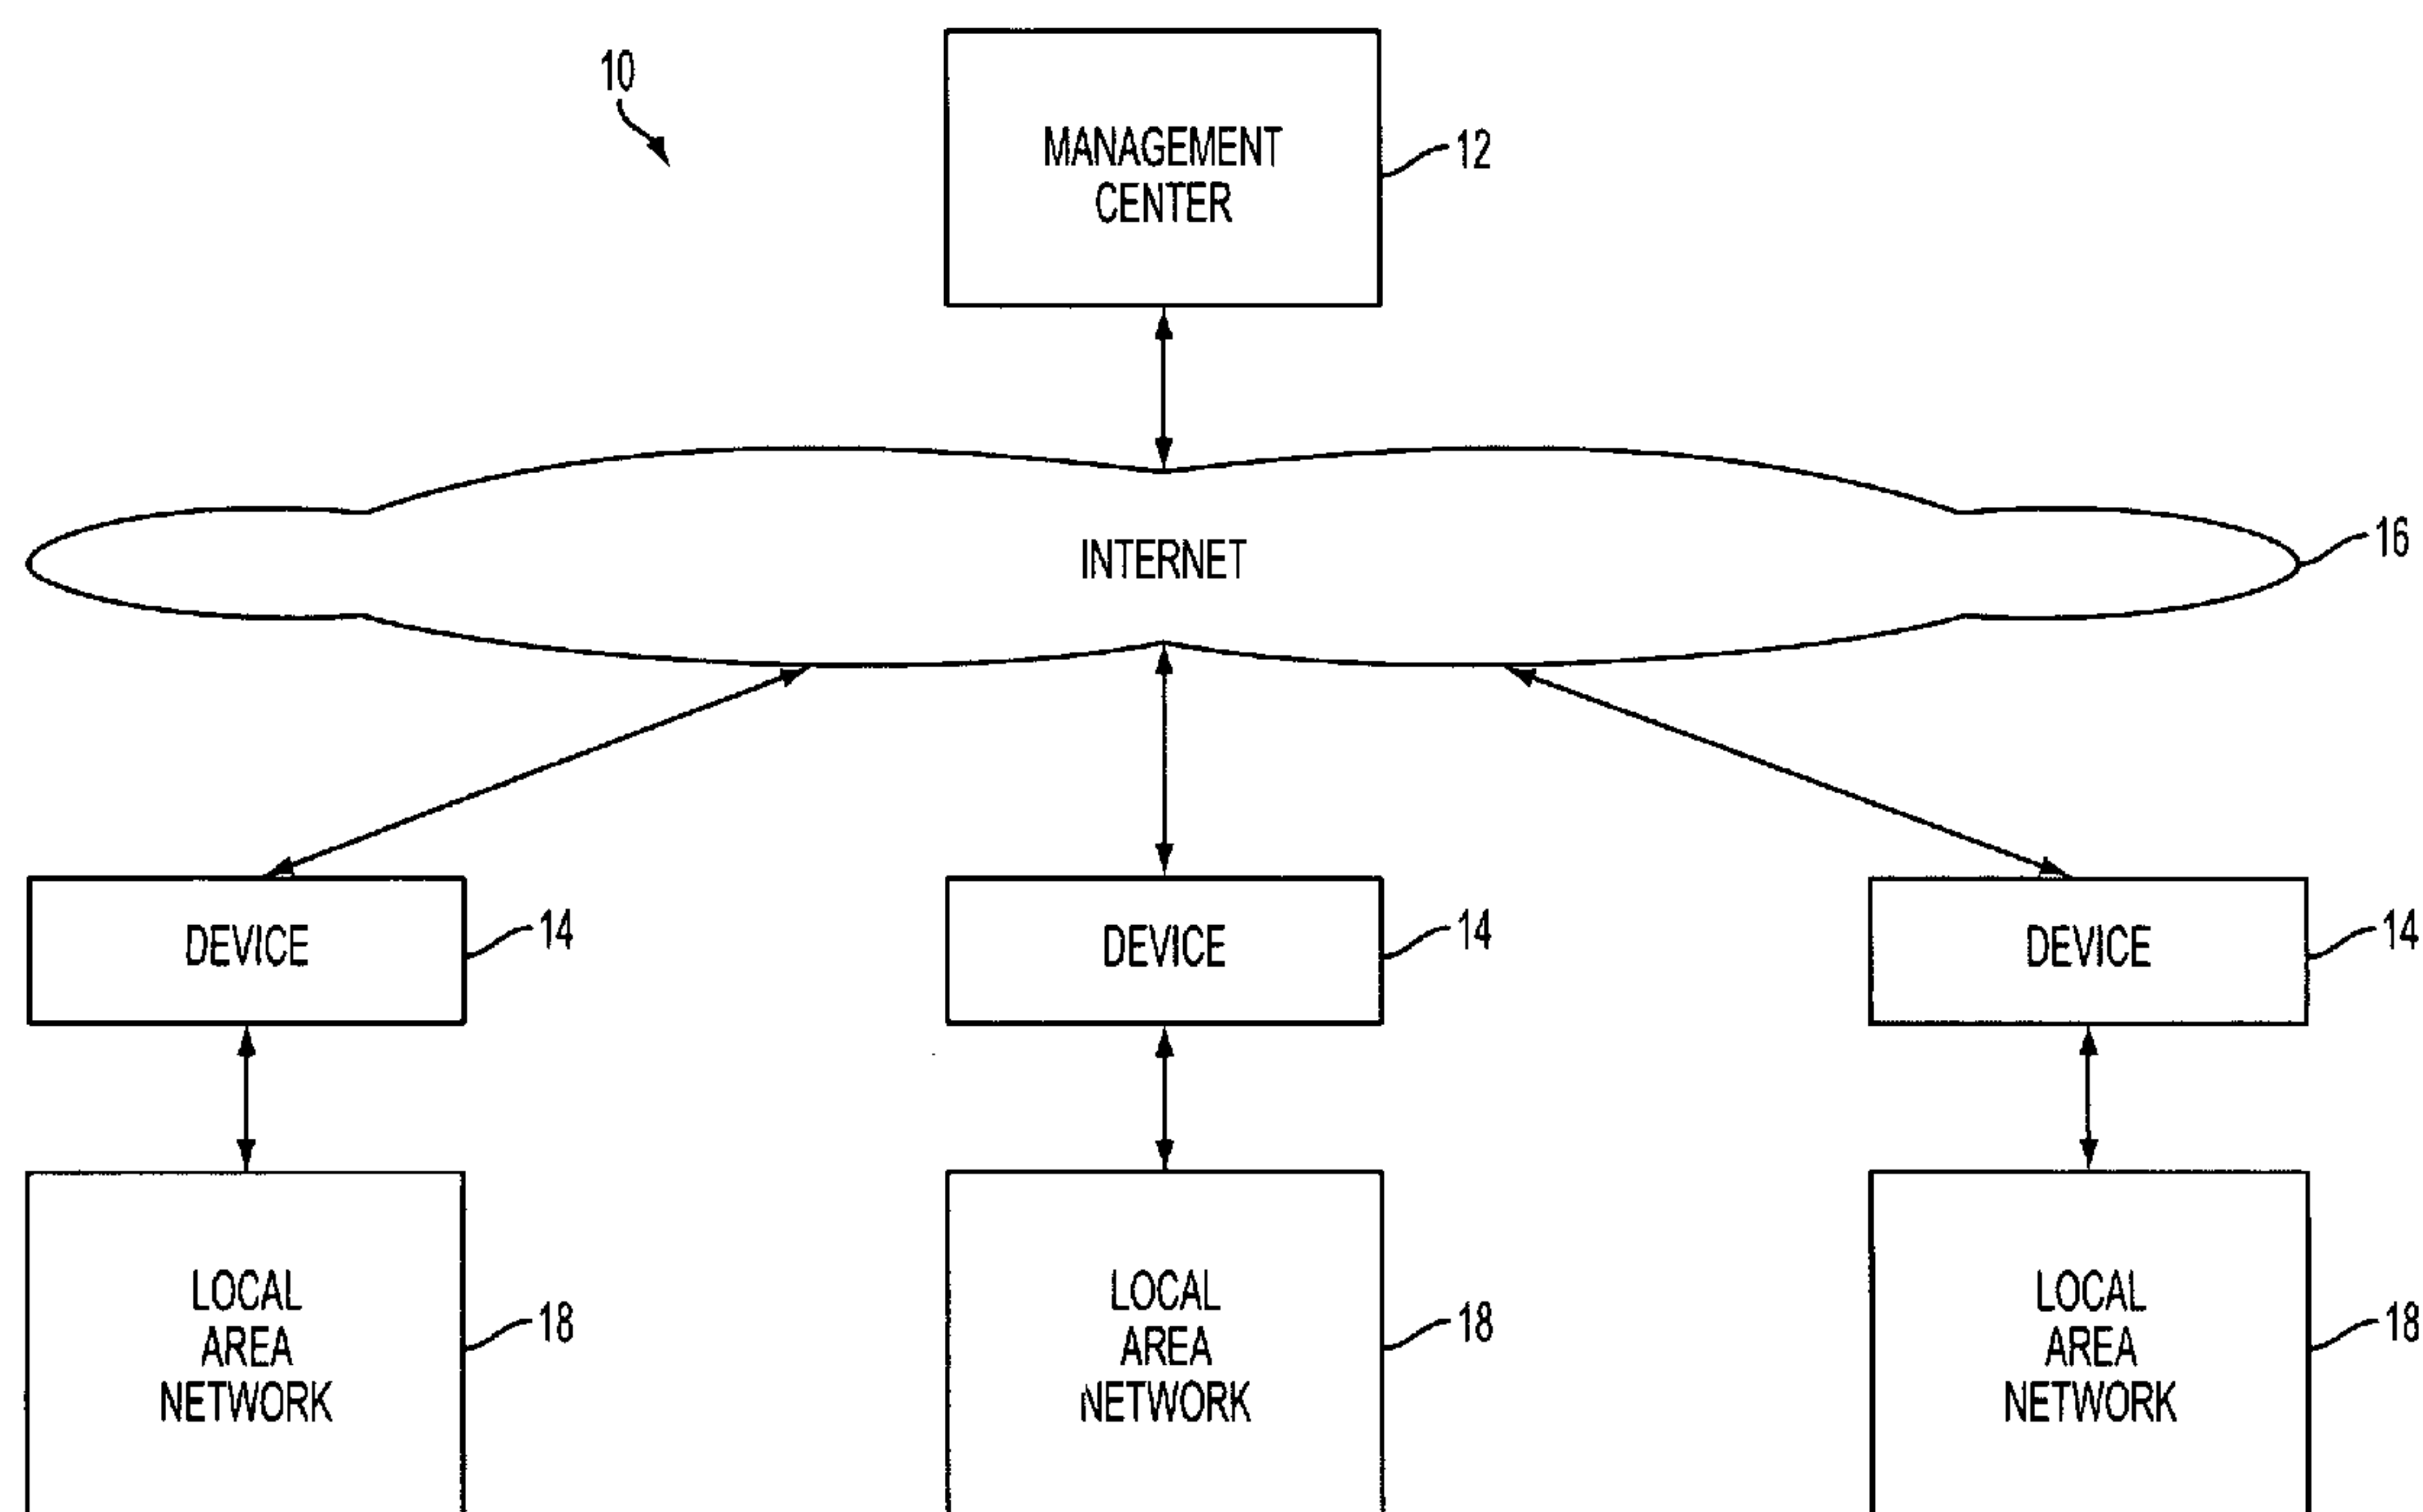 10
MANAGEMENT
CENTER
12
INTERNET
16
DEVICE
14
DEVICE
14
DEVICE
14
LOCAL
AREA
NETWORK
18
LOCAL
AREA
NETWORK
18
LOCAL
AREA
NETWORK
18